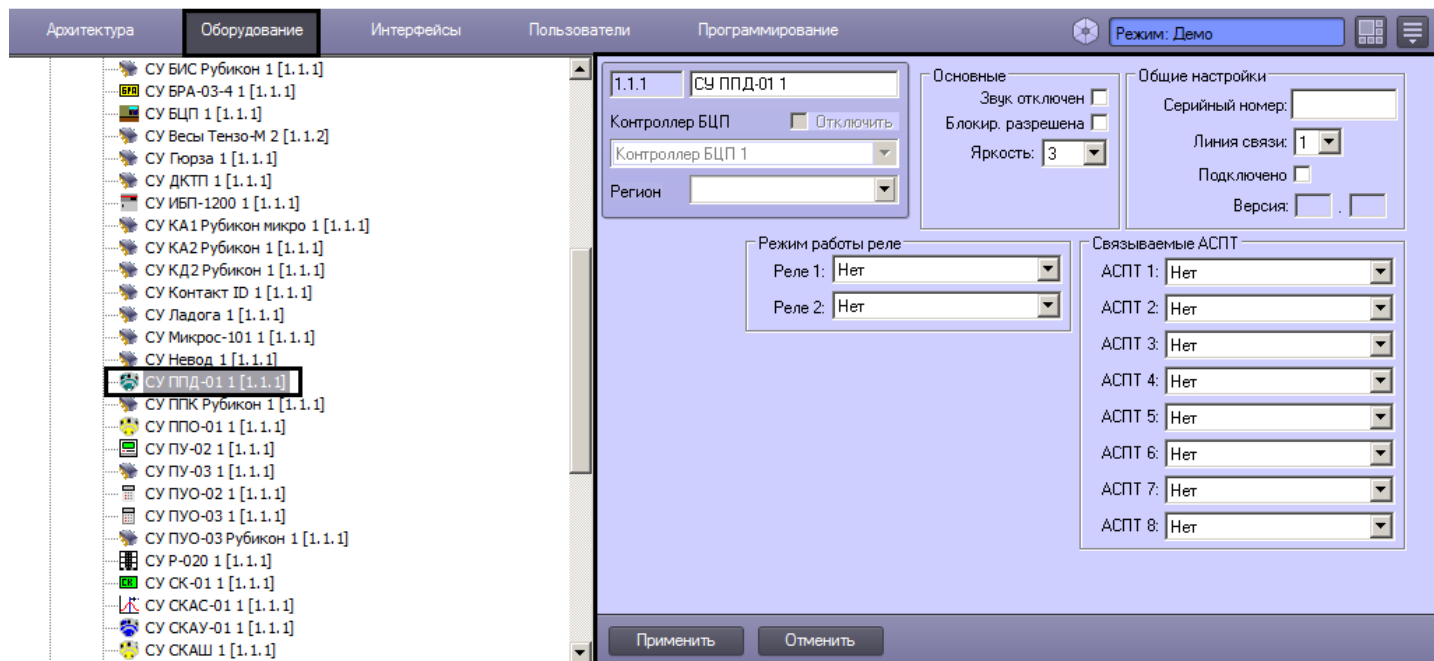 Архитектура Оборудование Интерфейсы Пользователи Программирование Режим: Демо
СУ БИС Рубикон 1 [1.1.1]
БРА СУ БРА-03-4 1 [1.1.1]
СУ БЦП 1 [1.1.1]
СУ Весы Тензо-М 2 [1.1.2]
СУ Гюрза 1 [1.1.1]
СУ ДКТП 1 [1.1.1]
СУ ИБП-1200 1 [1.1.1]
СУ КА1 Рубикон микро 1 [1.1.1]
СУ КА2 Рубикон 1 [1.1.1]
СУ КД2 Рубикон 1 [1.1.1]
СУ Контакт ID 1 [1.1.1]
СУ Ладога 1 [1.1.1]
СУ Микрос-101 1 [1.1.1]
СУ Невод 1 [1.1.1]
СУ ППД-01 1 [1.1.1]
СУ ППК Рубикон 1 [1.1.1]
СУ ППО-01 1 [1.1.1]
СУ ПУ-02 1 [1.1.1]
СУ ПУ-03 1 [1.1.1]
СУ ПУО-02 1 [1.1.1]
СУ ПУО-03 1 [1.1.1]
СУ ПУО-03 Рубикон 1 [1.1.1]
СУ Р-020 1 [1.1.1]
СК СУ СК-01 1 [1.1.1]
СУ СКАС-01 1 [1.1.1]
СУ СКАУ-01 1 [1.1.1]
СУ СКАШ 1 [1.1.1]
1.1.1 СУ ППД-01 1
Контроллер БЦП Отключить
Контроллер БЦП 1
Регион
Основные
Звук отключен
Блокир. разрешена
Яркость: 3
Общие настройки
Серийный номер:
Линия связи: 1
Подключено
Версия: .
Режим работы реле
Реле 1: Нет
Реле 2: Нет
Связываемые АСПТ
АСПТ 1: Нет
АСПТ 2: Нет
АСПТ 3: Нет
АСПТ 4: Нет
АСПТ 5: Нет
АСПТ 6: Нет
АСПТ 7: Нет
АСПТ 8: Нет
Применить Отменить